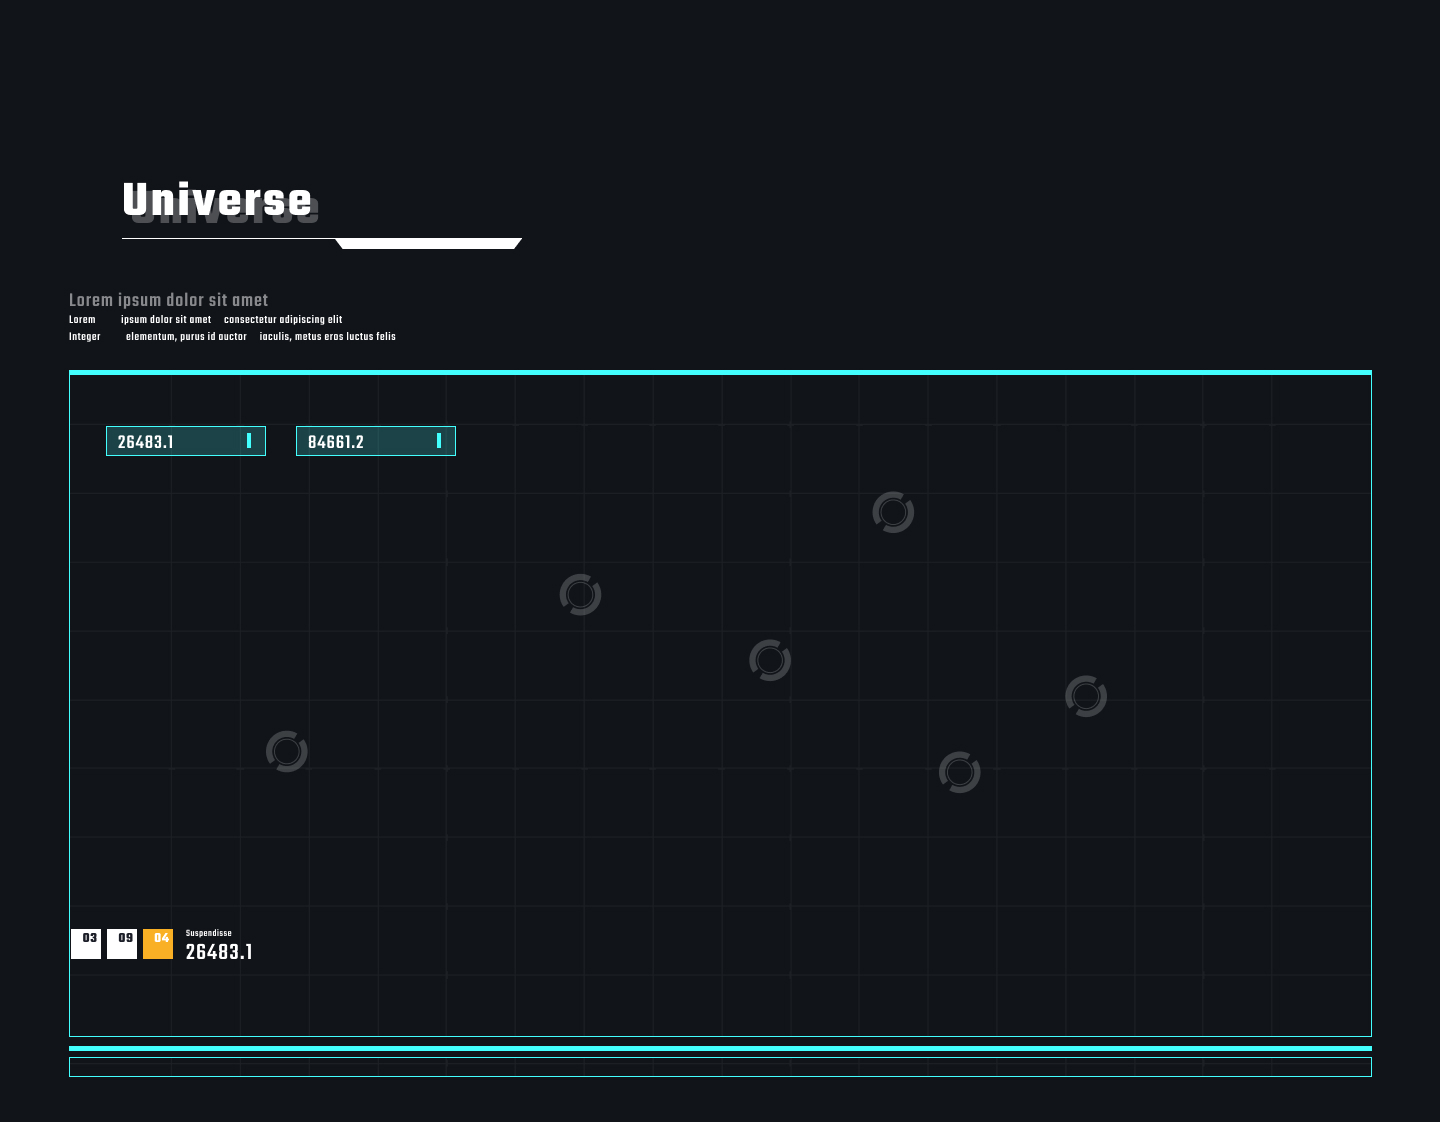 Universe
Lorem ipsum dolor sit amet
Lorem ipsum dolor sit amet consectetur adipiscing elit
Integer elementum, purus id auctor iaculis, metus eros luctus felis
26483.1 84661.2
03 09 04 Suspendisse
26483.1